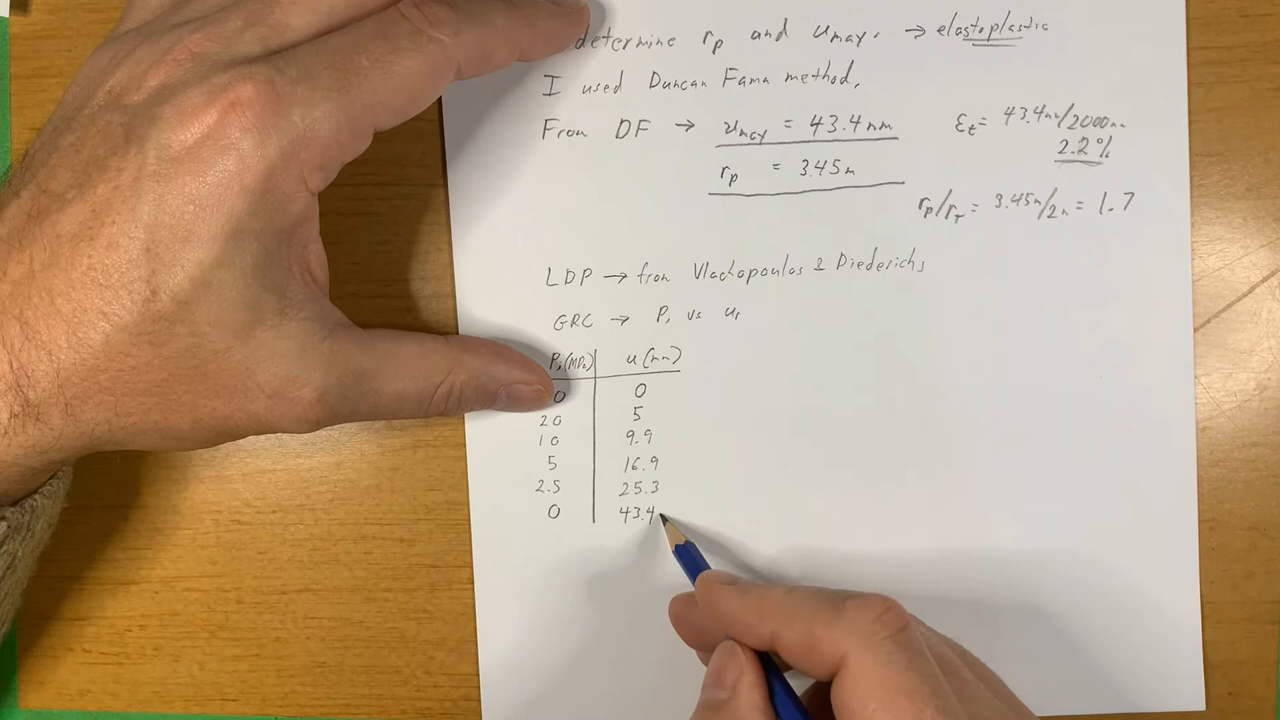 determine rp and umax. → elastoplastic
I used Duncan Fama method.
From DF → umax = 43.4mm
rp = 3.45m
εt = 43.4mm/2000mm
2.2%
rp/rT = 3.45m/2m = 1.7
LDP → from Vlachopoulos & Diederichs
GRC → Pi vs ur
Pi (MPa) u (mm)
0 0
20 5
10 9.9
5 16.9
2.5 25.3
0 43.4